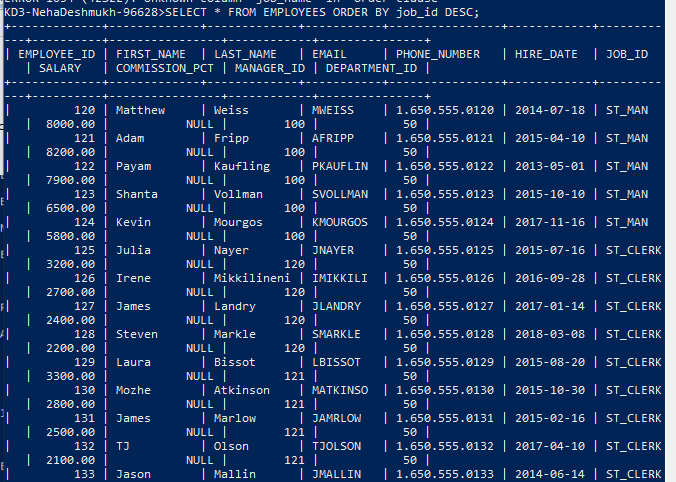 KD3-NehaDeshmukh-96628>SELECT * FROM EMPLOYEES ORDER BY job_id DESC;
| EMPLOYEE_ID | FIRST_NAME | LAST_NAME | EMAIL | PHONE_NUMBER | HIRE_DATE | JOB_ID
| SALARY | COMMISSION_PCT | MANAGER_ID | DEPARTMENT_ID |
| 120 | Matthew | Weiss | MWEISS | 1.650.555.0120 | 2014-07-18 | ST_MAN
| 8000.00 | NULL | 100 | 50 |
| 121 | Adam | Fripp | AFRIPP | 1.650.555.0121 | 2015-04-10 | ST_MAN
| 8200.00 | NULL | 100 | 50 |
| 122 | Payam | Kaufling | PKAUFLIN | 1.650.555.0122 | 2013-05-01 | ST_MAN
| 7900.00 | NULL | 100 | 50 |
| 123 | Shanta | Vollman | SVOLLMAN | 1.650.555.0123 | 2015-10-10 | ST_MAN
| 6500.00 | NULL | 100 | 50 |
| 124 | Kevin | Mourgos | KMOURGOS | 1.650.555.0124 | 2017-11-16 | ST_MAN
| 5800.00 | NULL | 100 | 50 |
| 125 | Julia | Nayer | JNAYER | 1.650.555.0125 | 2015-07-16 | ST_CLERK
| 3200.00 | NULL | 120 | 50 |
| 126 | Irene | Mikkilineni | IMIKKILI | 1.650.555.0126 | 2016-09-28 | ST_CLERK
| 2700.00 | NULL | 120 | 50 |
| 127 | James | Landry | JLANDRY | 1.650.555.0127 | 2017-01-14 | ST_CLERK
| 2400.00 | NULL | 120 | 50 |
| 128 | Steven | Markle | SMARKLE | 1.650.555.0128 | 2018-03-08 | ST_CLERK
| 2200.00 | NULL | 120 | 50 |
| 129 | Laura | Bissot | LBISSOT | 1.650.555.0129 | 2015-08-20 | ST_CLERK
| 3300.00 | NULL | 121 | 50 |
| 130 | Mozhe | Atkinson | MATKINSO | 1.650.555.0130 | 2015-10-30 | ST_CLERK
| 2800.00 | NULL | 121 | 50 |
| 131 | James | Marlow | JAMRLOW | 1.650.555.0131 | 2015-02-16 | ST_CLERK
| 2500.00 | NULL | 121 | 50 |
| 132 | TJ | Olson | TJOLSON | 1.650.555.0132 | 2017-04-10 | ST_CLERK
| 2100.00 | NULL | 121 | 50 |
| 133 | Jason | Mallin | JMALLIN | 1.650.555.0133 | 2014-06-14 | ST_CLERK